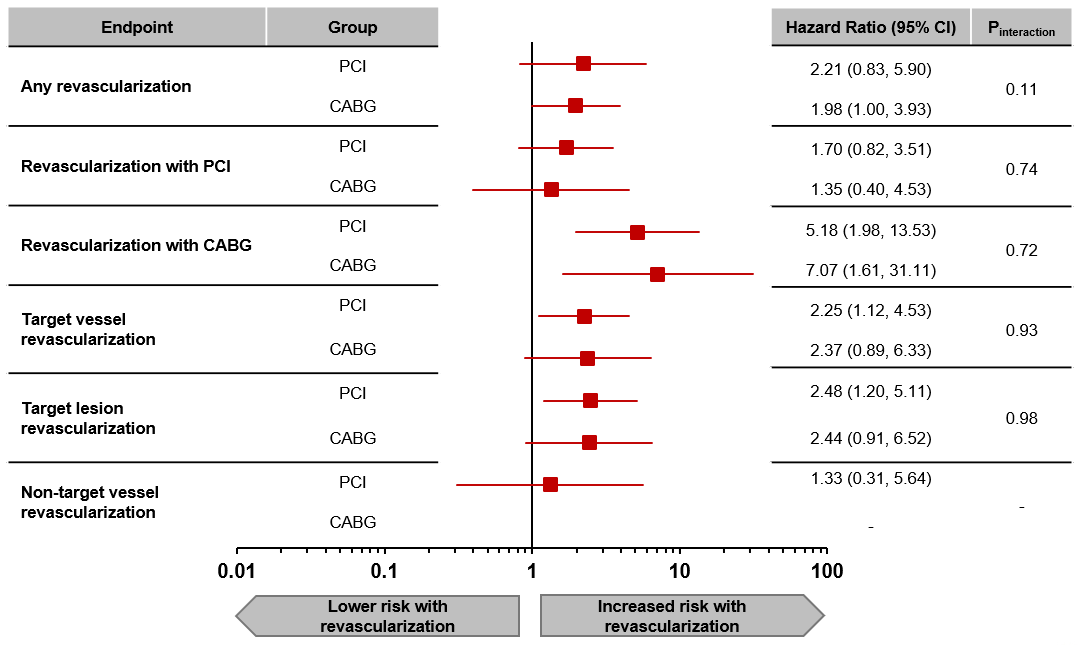 Endpoint Group Hazard Ratio (95% CI) Pinteraction
Any revascularization
PCI 2.21 (0.83, 5.90)
CABG 1.98 (1.00, 3.93)
0.11
Revascularization with PCI
PCI 1.70 (0.82, 3.51)
CABG 1.35 (0.40, 4.53)
0.74
Revascularization with CABG
PCI 5.18 (1.98, 13.53)
CABG 7.07 (1.61, 31.11)
0.72
Target vessel
revascularization
PCI 2.25 (1.12, 4.53)
CABG 2.37 (0.89, 6.33)
0.93
Target lesion
revascularization
PCI 2.48 (1.20, 5.11)
CABG 2.44 (0.91, 6.52)
0.98
Non-target vessel
revascularization
PCI 1.33 (0.31, 5.64)
CABG -
-
0.01 0.1 1 10 100
Lower risk with
revascularization
Increased risk with
revascularization